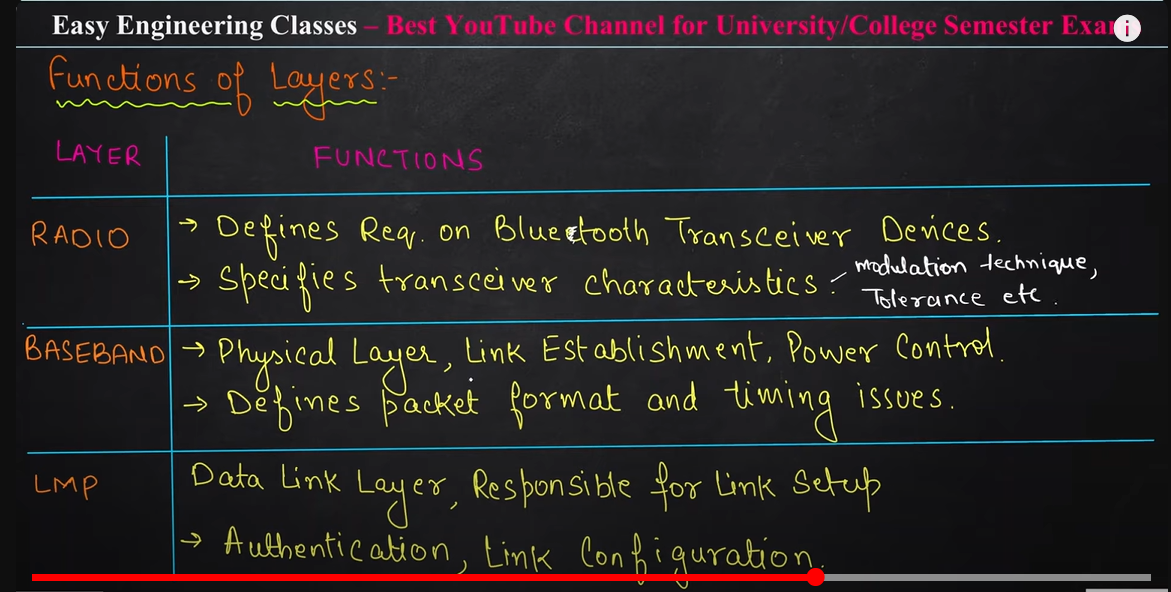 Easy Engineering Classes – Best YouTube Channel for University/College Semester Exa
Functions of Layers:-
LAYER FUNCTIONS
RADIO → Defines Req. on Bluetooth Transceiver Devices.
→ Specifies transceiver characteristics: modulation technique,
Tolerance etc.
BASEBAND → Physical Layer, Link Establishment, Power Control.
→ Defines packet format and timing issues.
LMP Data Link Layer, Responsible for Link Setup
→ Authentication, Link Configuration.